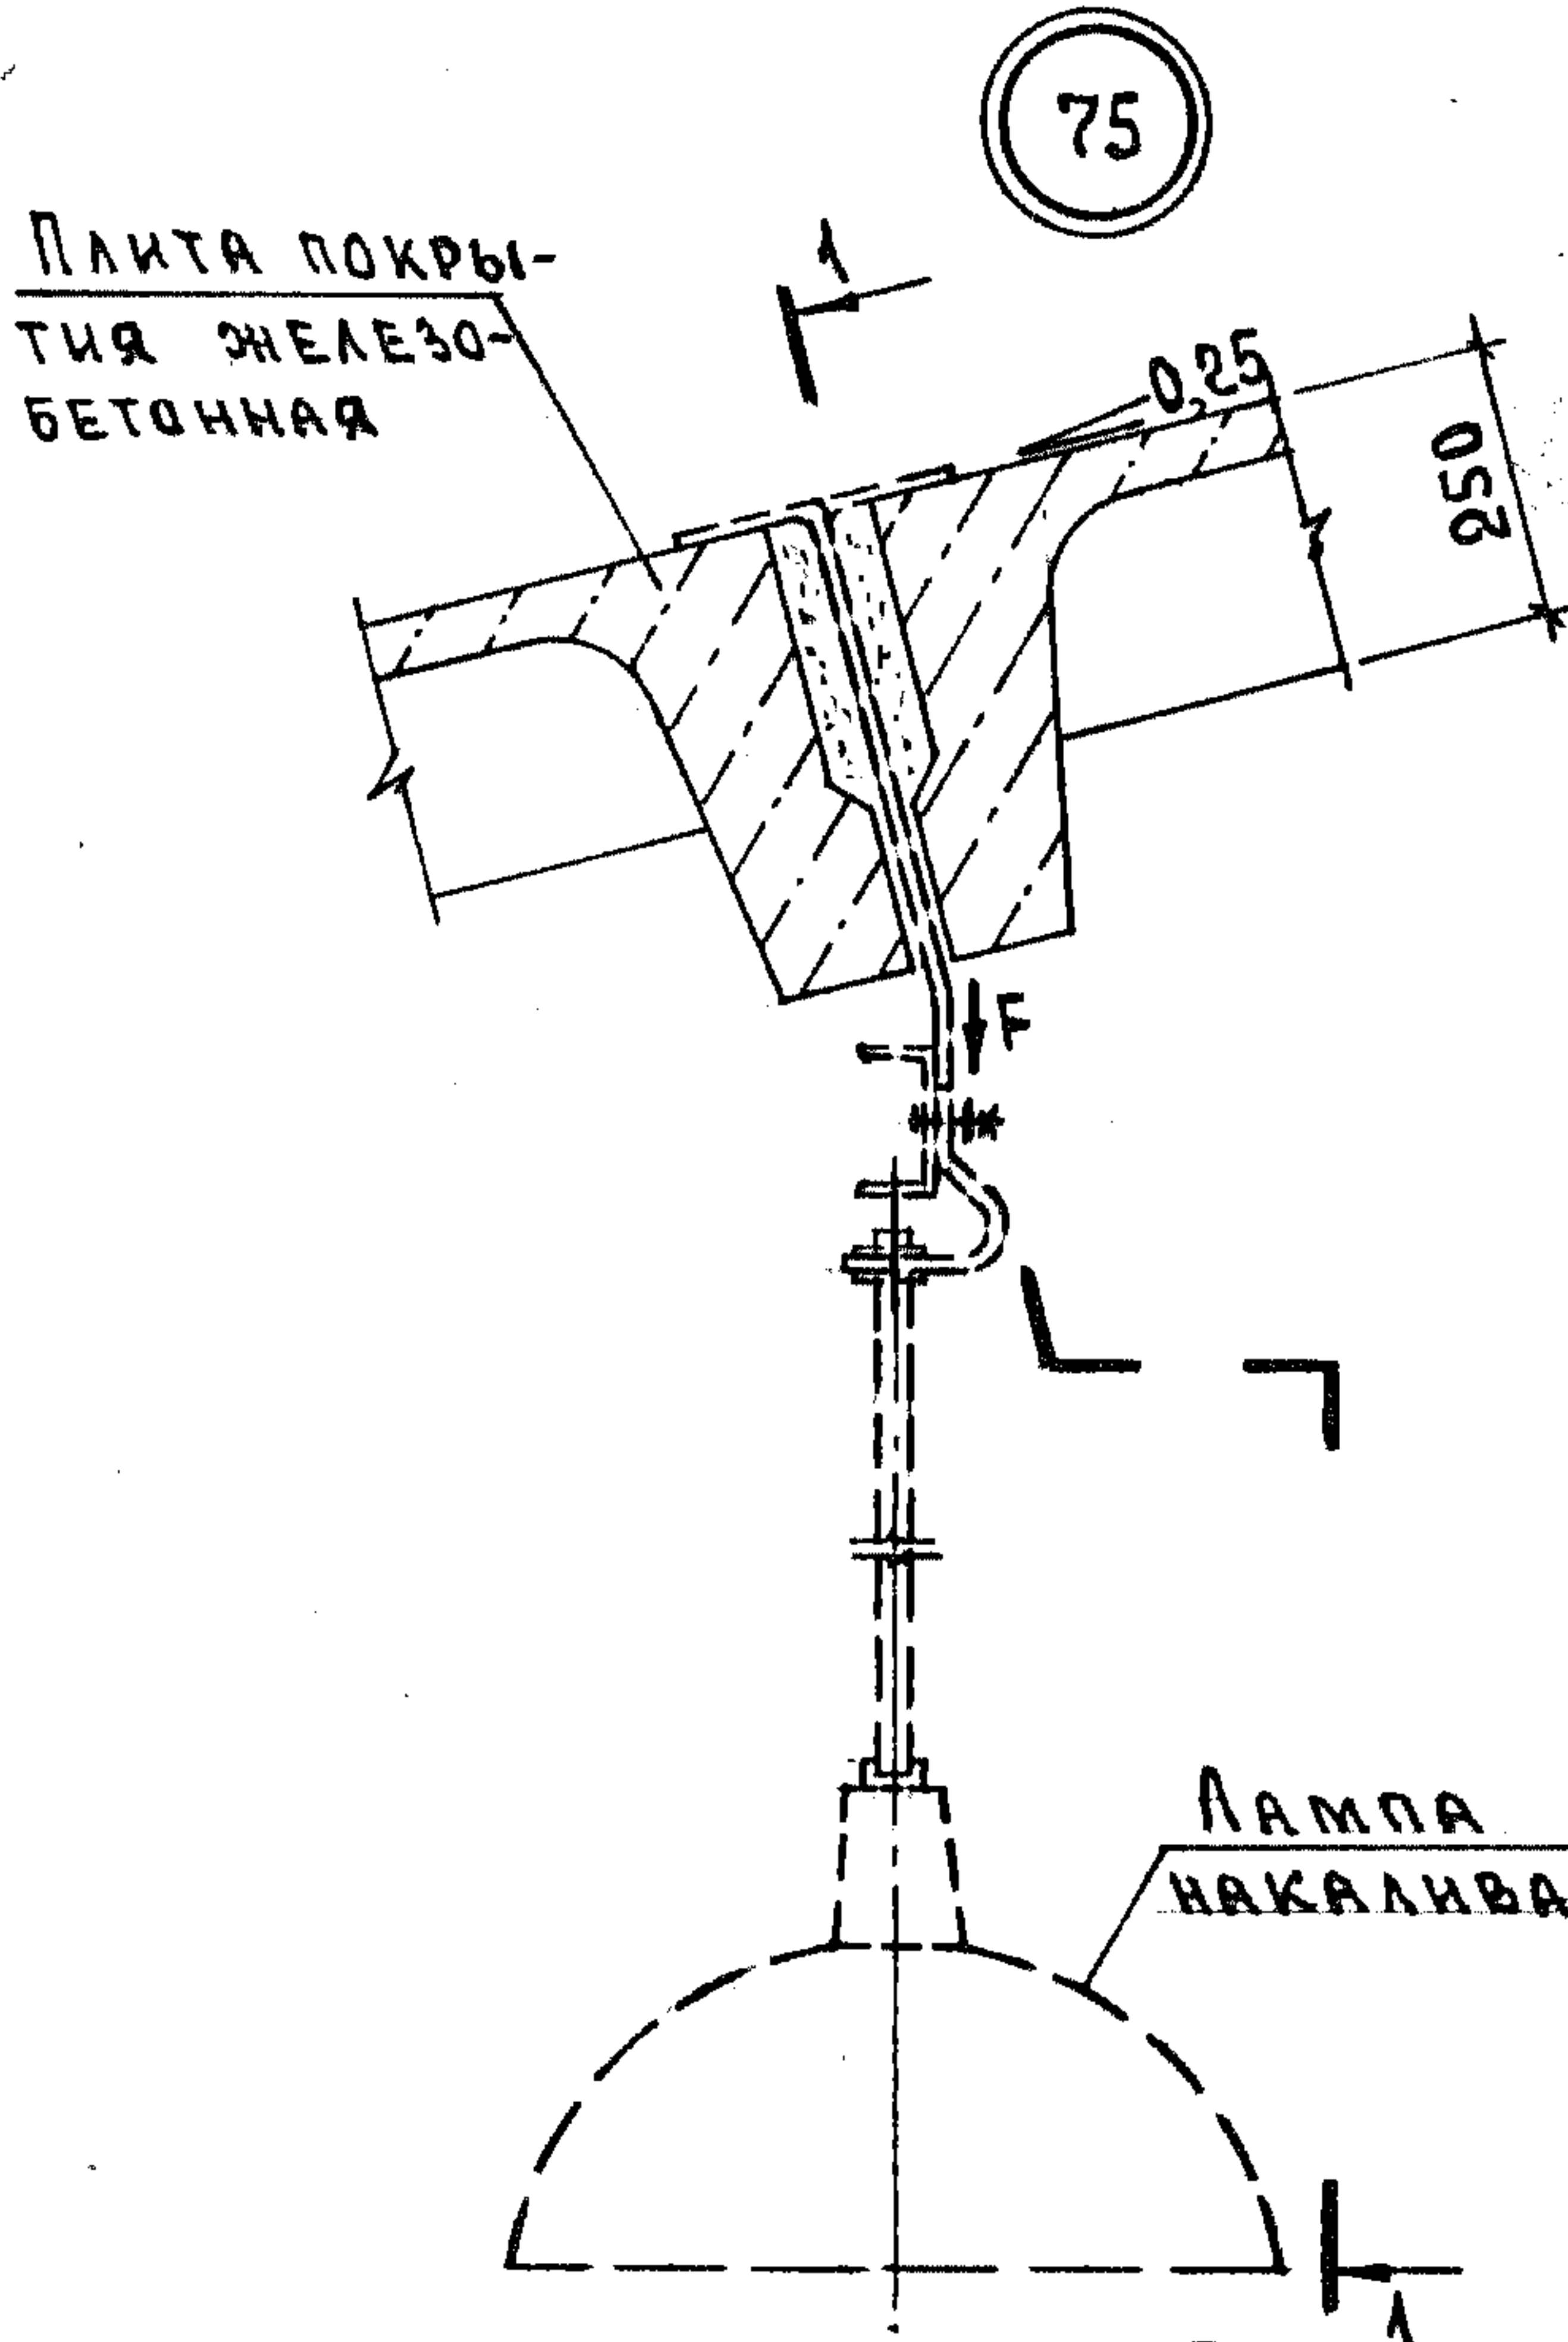 75
1
ПЛИТА ПОКРЫ-
ТИЯ ЖЕЛЕЗО-
БЕТОННАЯ
0,25
250
F
ЛАМПА
НАКАЛИВА
1